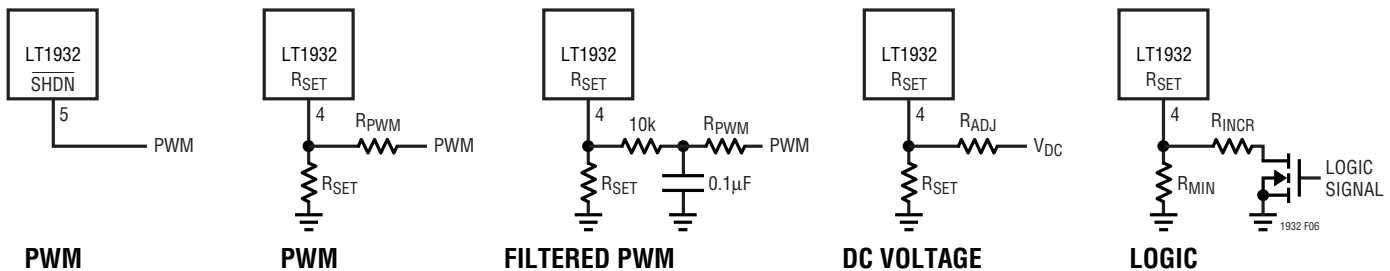 LT1932
SHDN
5
PWM
PWM
LT1932
RSET
4
RPWM
PWM
RSET
PWM
LT1932
RSET
4
10k
RPWM
PWM
RSET
0.1µF
FILTERED PWM
LT1932
RSET
4
RADJ
VDC
RSET
DC VOLTAGE
LT1932
RSET
4
RINCR
RMIN
LOGIC
SIGNAL
1932 F06
LOGIC